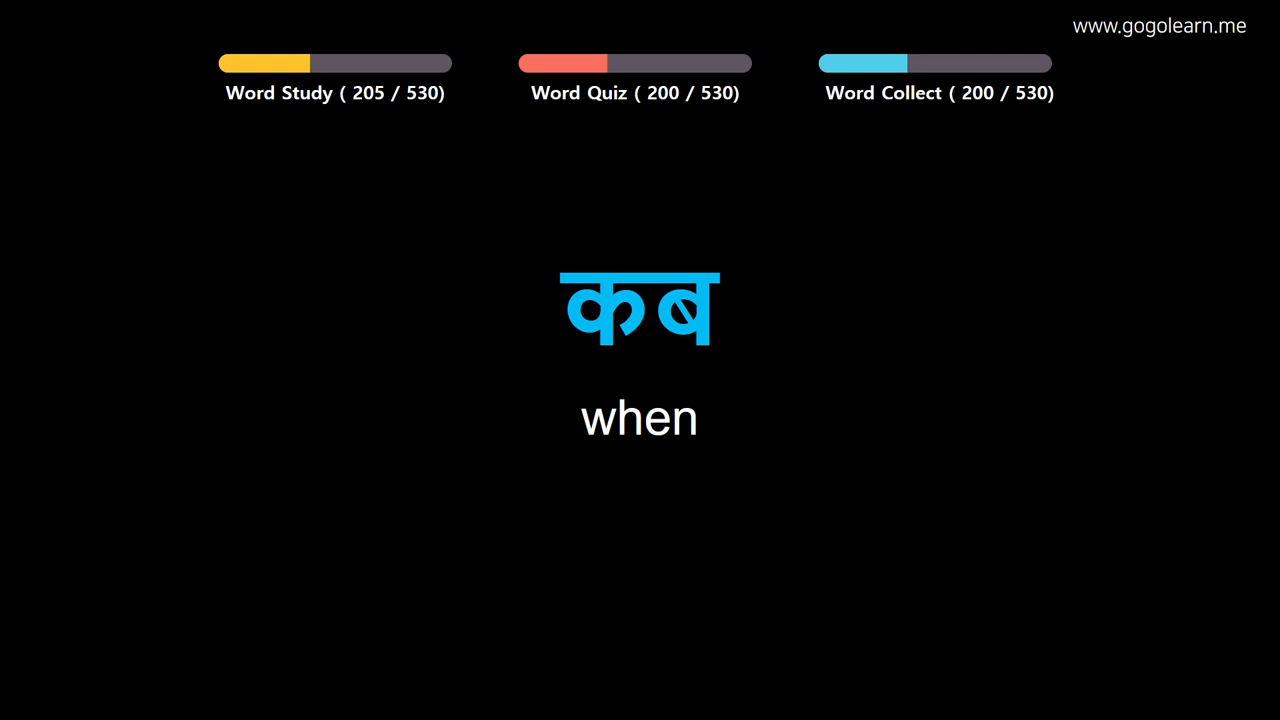 www.gogolearn.me
Word Study ( 205 / 530)
Word Quiz ( 200 / 530)
Word Collect ( 200 / 530)
कब
when